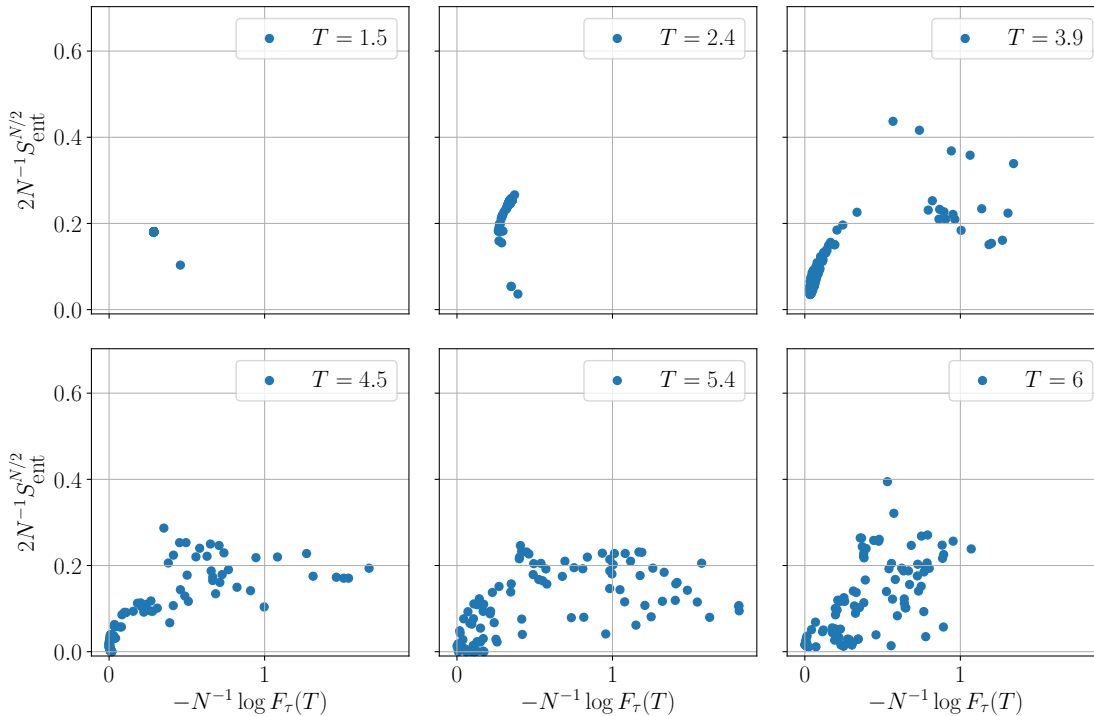 T = 1.5
T = 2.4
T = 3.9
0.6
0.4
0.2
0.0
2N^{-1} S_{ent}^{N/2}
T = 4.5
T = 5.4
T = 6
0.6
0.4
0.2
0.0
2N^{-1} S_{ent}^{N/2}
0 1
0 1
0 1
-N^{-1} log F_τ(T)
-N^{-1} log F_τ(T)
-N^{-1} log F_τ(T)